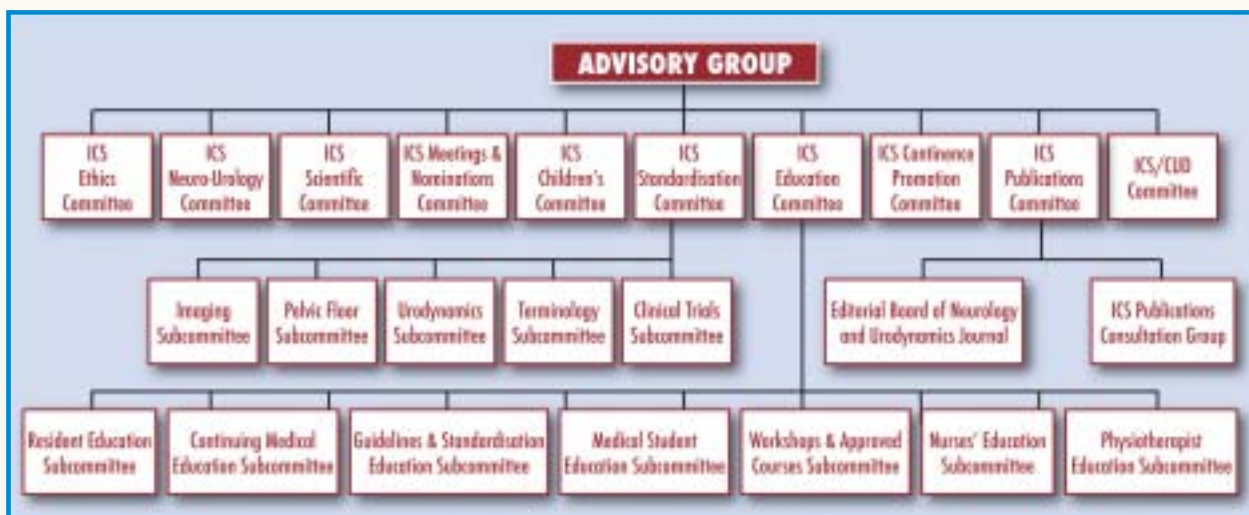 ADVISORY GROUP
ICS
Ethics
Committee
ICS
Neuro-Urology
Committee
ICS
Scientific
Committee
ICS Meetings &
Nominations
Committee
ICS
Children's
Committee
ICS
Standardisation
Committee
ICS
Education
Committee
ICS Continence
Promotion
Committee
ICS
Publications
Committee
ICS/CUD
Committee
Imaging
Subcommittee
Pelvic Floor
Subcommittee
Urodynamics
Subcommittee
Terminology
Subcommittee
Clinical Trials
Subcommittee
Editorial Board of Neurology
and Urodynamics Journal
ICS Publications
Consultation Group
Resident Education
Subcommittee
Continuing Medical
Education Subcommittee
Guidelines & Standardisation
Education Subcommittee
Medical Student
Education Subcommittee
Workshops & Approved
Courses Subcommittee
Nurses' Education
Subcommittee
Physiotherapist
Education Subcommittee